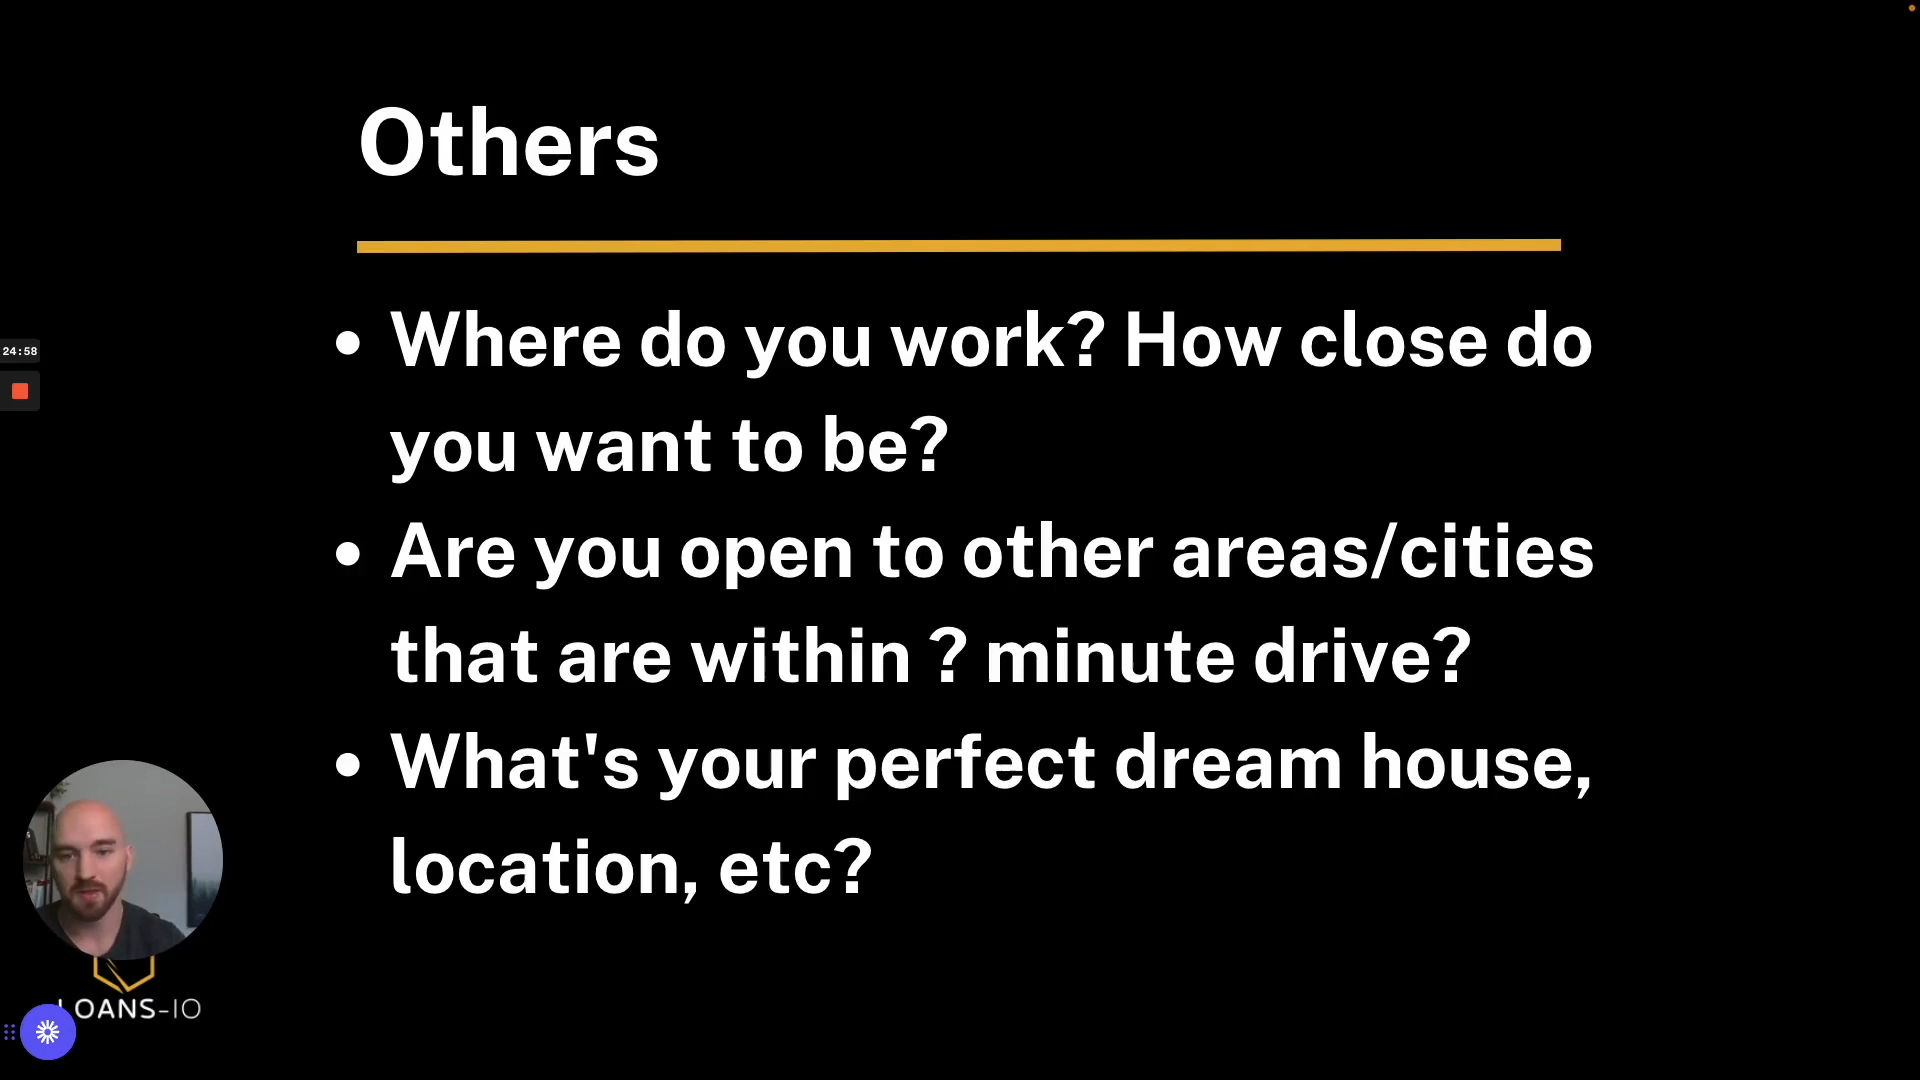 Others
24:58
• Where do you work? How close do
you want to be?
• Are you open to other areas/cities
that are within ? minute drive?
• What's your perfect dream house,
location, etc?
LOANS-IO